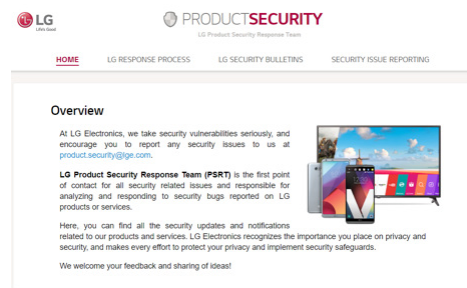 LG
Life's Good
PRODUCTSECURITY
LG Product Security Response Team
HOME LG RESPONSE PROCESS LG SECURITY BULLETINS SECURITY ISSUE REPORTING
Overview
At LG Electronics, we take security vulnerabilities seriously, and
encourage you to report any security issues to us at
product.security@lge.com.
LG Product Security Response Team (PSRT) is the first point
of contact for all security related issues and responsible for
analyzing and responding to security bugs reported on LG
products or services.
Here, you can find all the security updates and notifications
related to our products and services. LG Electronics recognizes the importance you place on privacy and
security, and makes every effort to protect your privacy and implement security safeguards.
We welcome your feedback and sharing of ideas!